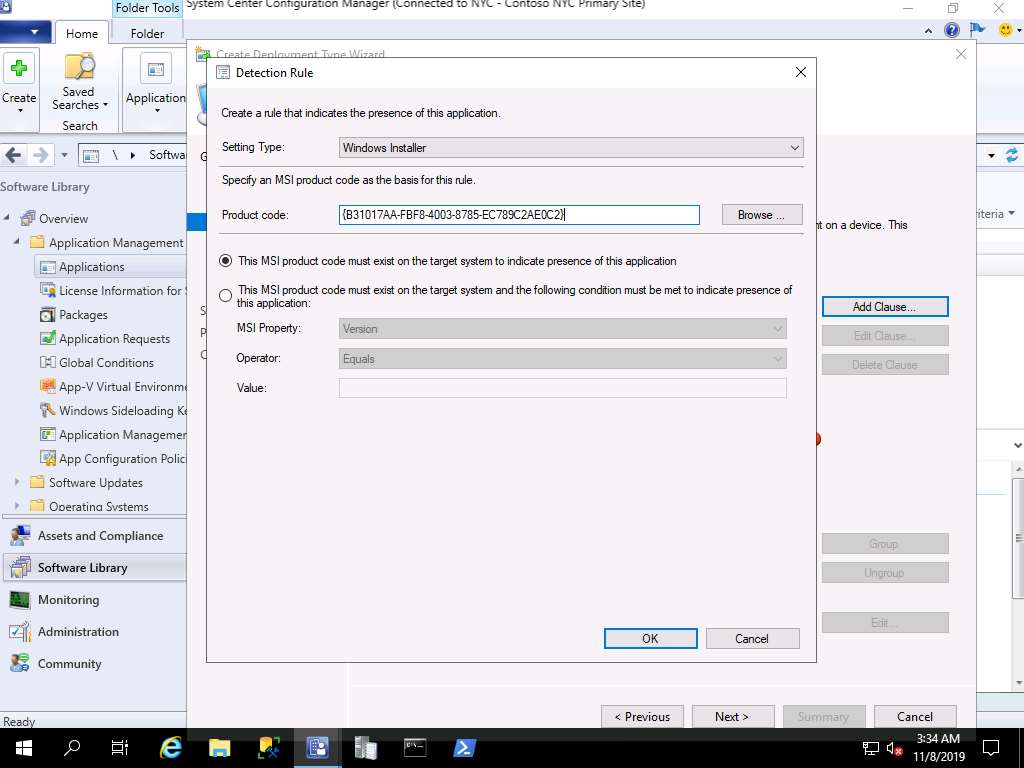 Folder Tools
System Center Configuration Manager (Connected to NYC - Contoso NYC Primary Site)
Home
Folder
Create
Saved
Searches
Application
Search
Create Deployment Type Wizard
\
Software Library
Overview
Application Management
Applications
License Information for
Packages
Application Requests
Global Conditions
App-V Virtual Environme
Windows Sideloading Ke
Application Managemer
App Configuration Polic
Software Updates
Operating Systems
Assets and Compliance
Software Library
Monitoring
Administration
Community
Ready
Detection Rule
Create a rule that indicates the presence of this application.
Setting Type:
Windows Installer
Specify an MSI product code as the basis for this rule.
Product code:
{B31017AA-FBF8-4003-8785-EC789C2AE0C2}
Browse ...
This MSI product code must exist on the target system to indicate presence of this application
This MSI product code must exist on the target system and the following condition must be met to indicate presence of
this application:
MSI Property:
Version
Operator:
Equals
Value:
OK
Cancel
nt on a device. This
Add Clause...
Edit Clause...
Delete Clause
Group
Ungroup
Edit...
< Previous
Next >
Summary
Cancel
3:34 AM
11/8/2019